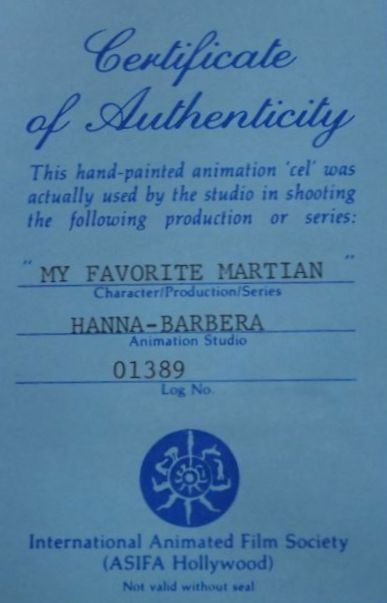 Certificate
of Authenticity
This hand-painted animation 'cel' was
actually used by the studio in shooting
the following production or series:
"MY FAVORITE MARTIAN"
Character/Production/Series
HANNA-BARBERA
Animation Studio
01389
Log No.
International Animated Film Society
(ASIFA Hollywood)
Not valid without seal